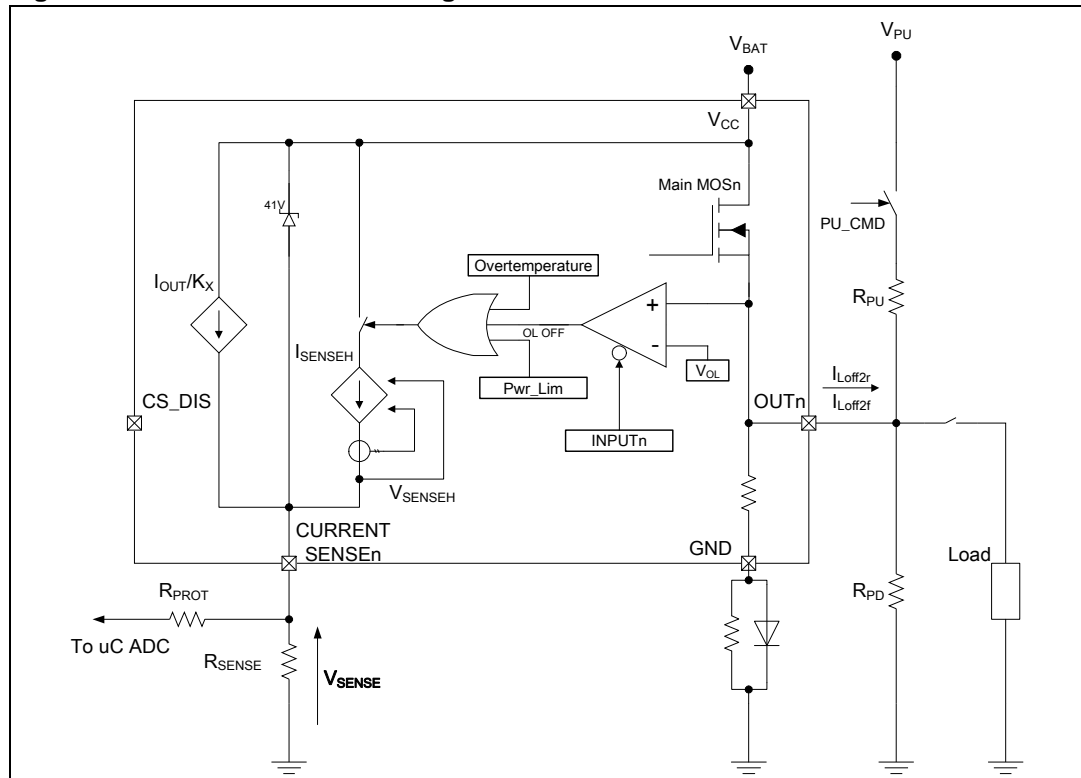 V_BAT
V_PU
V_CC
Main MOSn
41V
PU_CMD
Overtemperature
I_OUT/K_X
R_PU
+
-
OL OFF
I_SENSEH
V_OL
I_Loff2r
Pwr_Lim
CS_DIS
OUTn
I_Loff2f
INPUTn
V_SENSEH
CURRENT
SENSEn
GND
Load
R_PROT
R_PD
To uC ADC
R_SENSE
V_SENSE